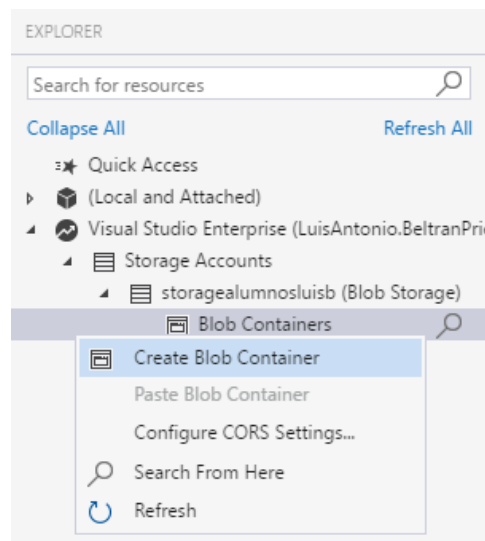 EXPLORER
Search for resources
Collapse All Refresh All
Quick Access
(Local and Attached)
Visual Studio Enterprise (LuisAntonio.BeltranPri
Storage Accounts
storagealumnosluisb (Blob Storage)
Blob Containers
Create Blob Container
Paste Blob Container
Configure CORS Settings...
Search From Here
Refresh